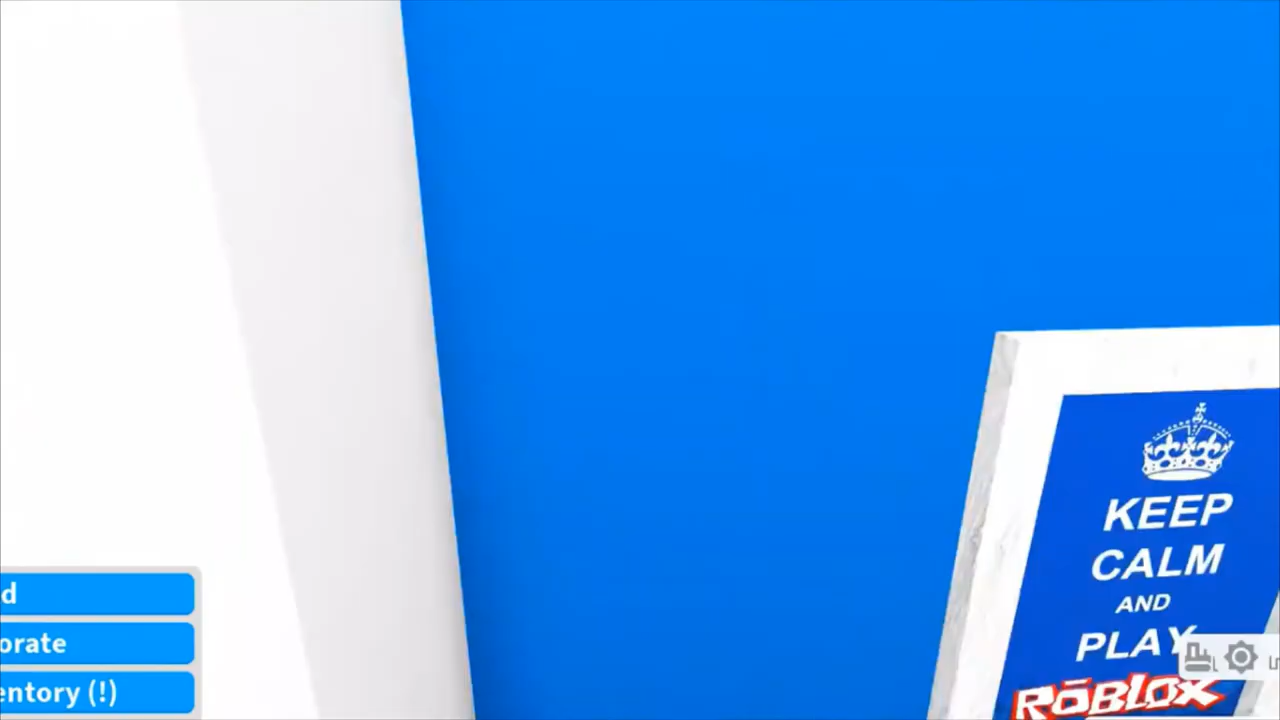 d
orate
entory (!)
KEEP
CALM
AND
PLAY
ROBLOX